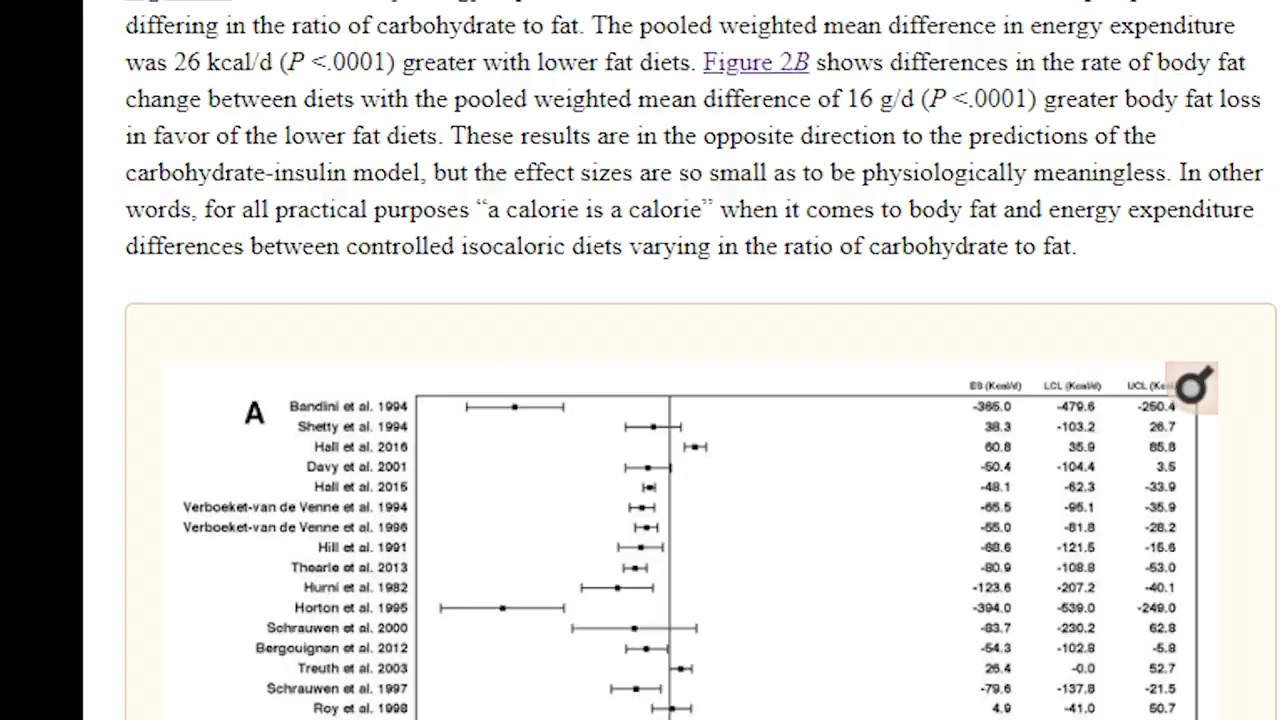 differing in the ratio of carbohydrate to fat. The pooled weighted mean difference in energy expenditure
was 26 kcal/d (P <.0001) greater with lower fat diets. Figure 2B shows differences in the rate of body fat
change between diets with the pooled weighted mean difference of 16 g/d (P <.0001) greater body fat loss
in favor of the lower fat diets. These results are in the opposite direction to the predictions of the
carbohydrate-insulin model, but the effect sizes are so small as to be physiologically meaningless. In other
words, for all practical purposes “a calorie is a calorie” when it comes to body fat and energy expenditure
differences between controlled isocaloric diets varying in the ratio of carbohydrate to fat.
ES (Kcal/d) LCL (Kcal/d) UCL
A Bandini et al. 1994 -365.0 -479.6 -250.4
Shetty et al. 1994 38.3 -103.2 26.7
Hall et al. 2016 60.8 35.9 85.8
Davy et al. 2001 -50.4 -104.4 3.5
Hall et al. 2015 -48.1 -62.3 -33.9
Verboeket-van de Venne et al. 1994 -65.5 -95.1 -35.9
Verboeket-van de Venne et al. 1996 -55.0 -81.8 -28.2
Hill et al. 1991 -68.6 -121.5 -15.6
Thearle et al. 2013 -80.9 -108.8 -53.0
Hurni et al. 1982 -123.6 -207.2 -40.1
Horton et al. 1995 -394.0 -539.0 -249.0
Schrauwen et al. 2000 -83.7 -230.2 62.8
Bergouignan et al. 2012 -54.3 -102.8 -5.8
Treuth et al. 2003 26.4 -0.0 52.7
Schrauwen et al. 1997 -79.6 -137.8 -21.5
Roy et al. 1998 4.9 -41.0 50.7